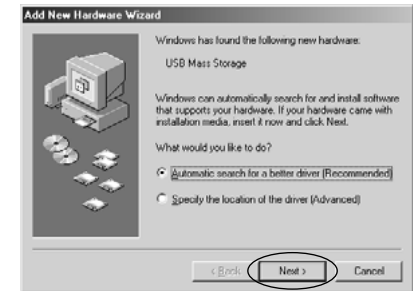 Add New Hardware Wizard
Windows has found the following new hardware:
USB Mass Storage
Windows can automatically search for and install software
that supports your hardware. If your hardware came with
installation media, insert it now and click Next.
What would you like to do?
Automatic search for a better driver (Recommended)
Specify the location of the driver (Advanced)
< Back
Next >
Cancel